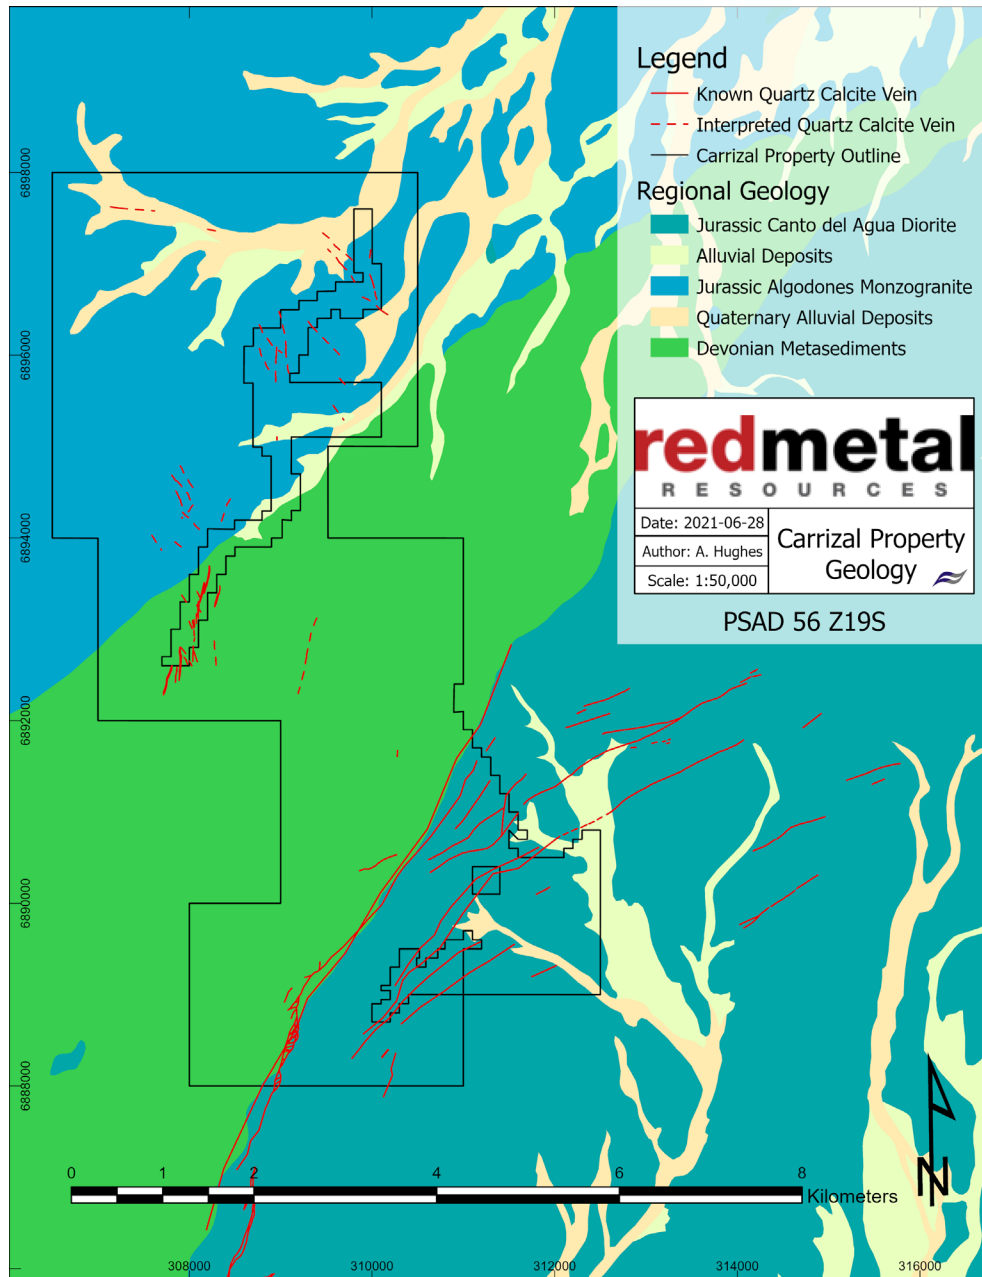 Legend
Known Quartz Calcite Vein
Interpreted Quartz Calcite Vein
Carrizal Property Outline
Regional Geology
Jurassic Canto del Agua Diorite
Alluvial Deposits
Jurassic Algodones Monzogranite
Quaternary Alluvial Deposits
Devonian Metasediments
redmetal
RESOURCES
Date: 2021-06-28
Author: A. Hughes
Scale: 1:50,000
Carrizal Property
Geology
PSAD 56 Z19S
6898000
6896000
6894000
6892000
6890000
6888000
N
0 2 4 6 8
Kilometers
308000 310000 312000 314000 316000